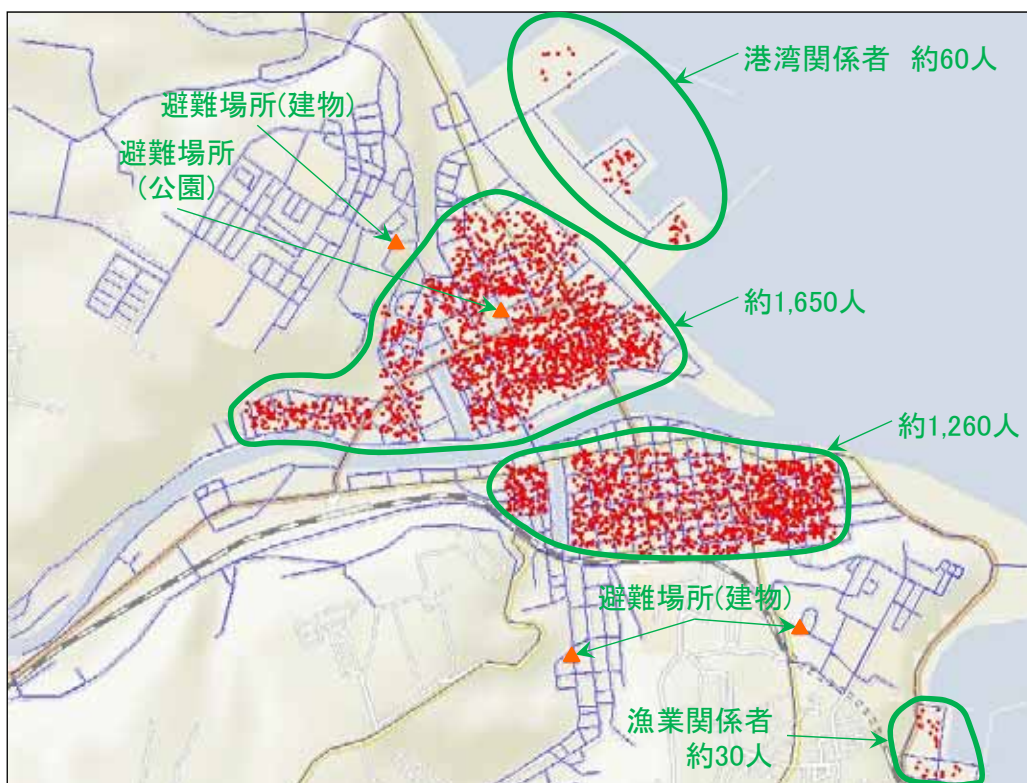 港湾関係者　約60人
避難場所(建物)
避難場所
(公園)
約1,650人
約1,260人
避難場所(建物)
漁業関係者
約30人